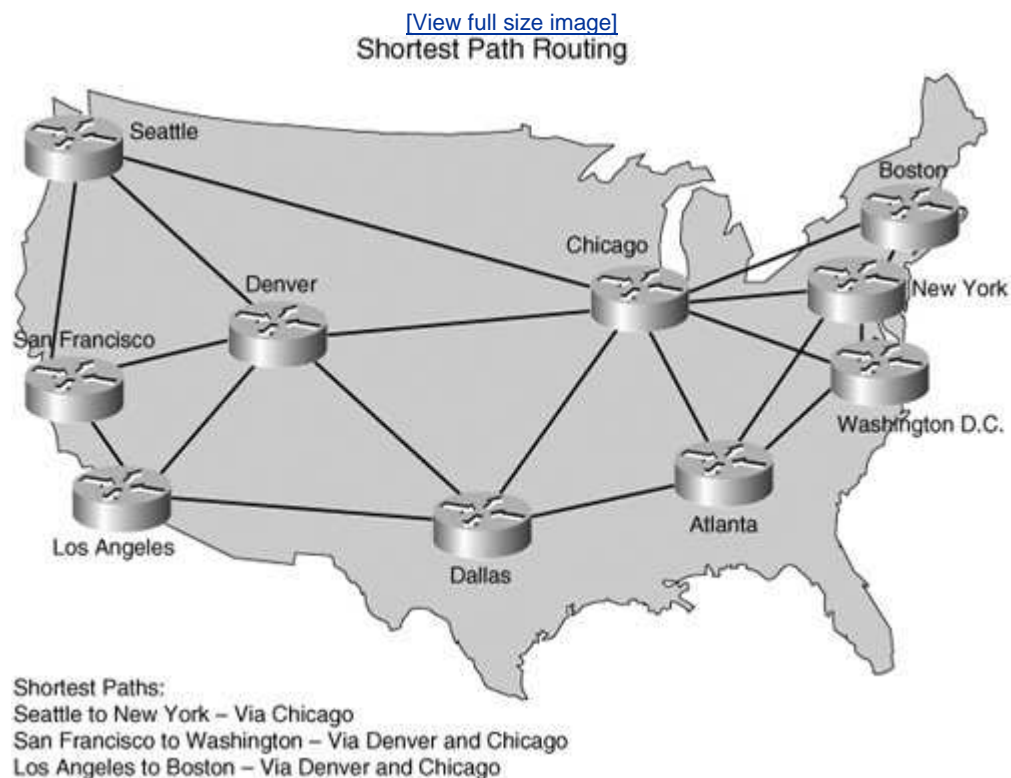 [View full size image]
Shortest Path Routing
Seattle
Boston
Chicago
Denver
New York
San Francisco
Washington D.C.
Atlanta
Los Angeles
Dallas
Shortest Paths:
Seattle to New York – Via Chicago
San Francisco to Washington – Via Denver and Chicago
Los Angeles to Boston – Via Denver and Chicago